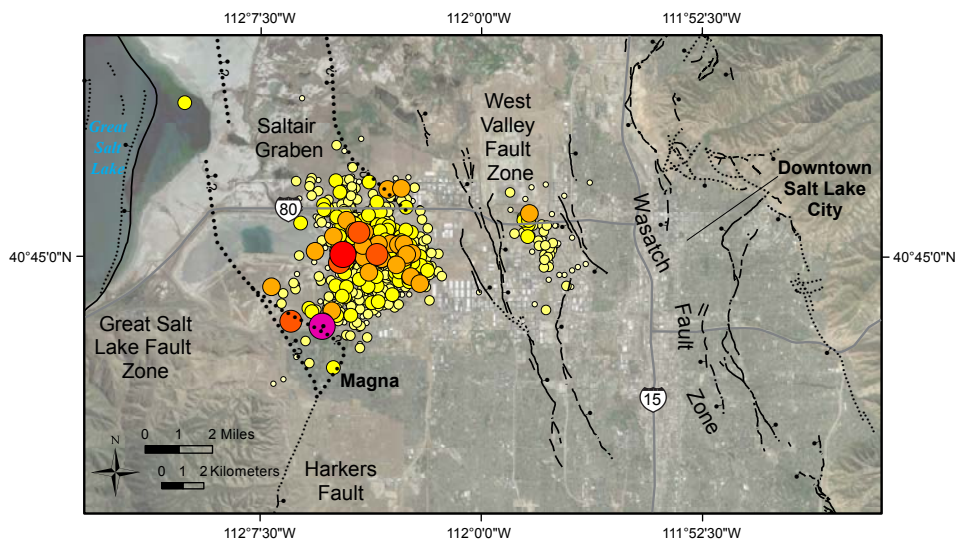 112°7'30"W
112°0'0"W
111°52'30"W
40°45'0"N
40°45'0"N
Great
Salt
Lake
Saltair
Graben
West
Valley
Fault
Zone
80
Downtown
Salt Lake
City
Wasatch
Fault
Zone
Great Salt
Lake Fault
Zone
Magna
15
N
0 1 2 Miles
0 1 2 Kilometers
Harkers
Fault
?
?
?
?
112°7'30"W
112°0'0"W
111°52'30"W